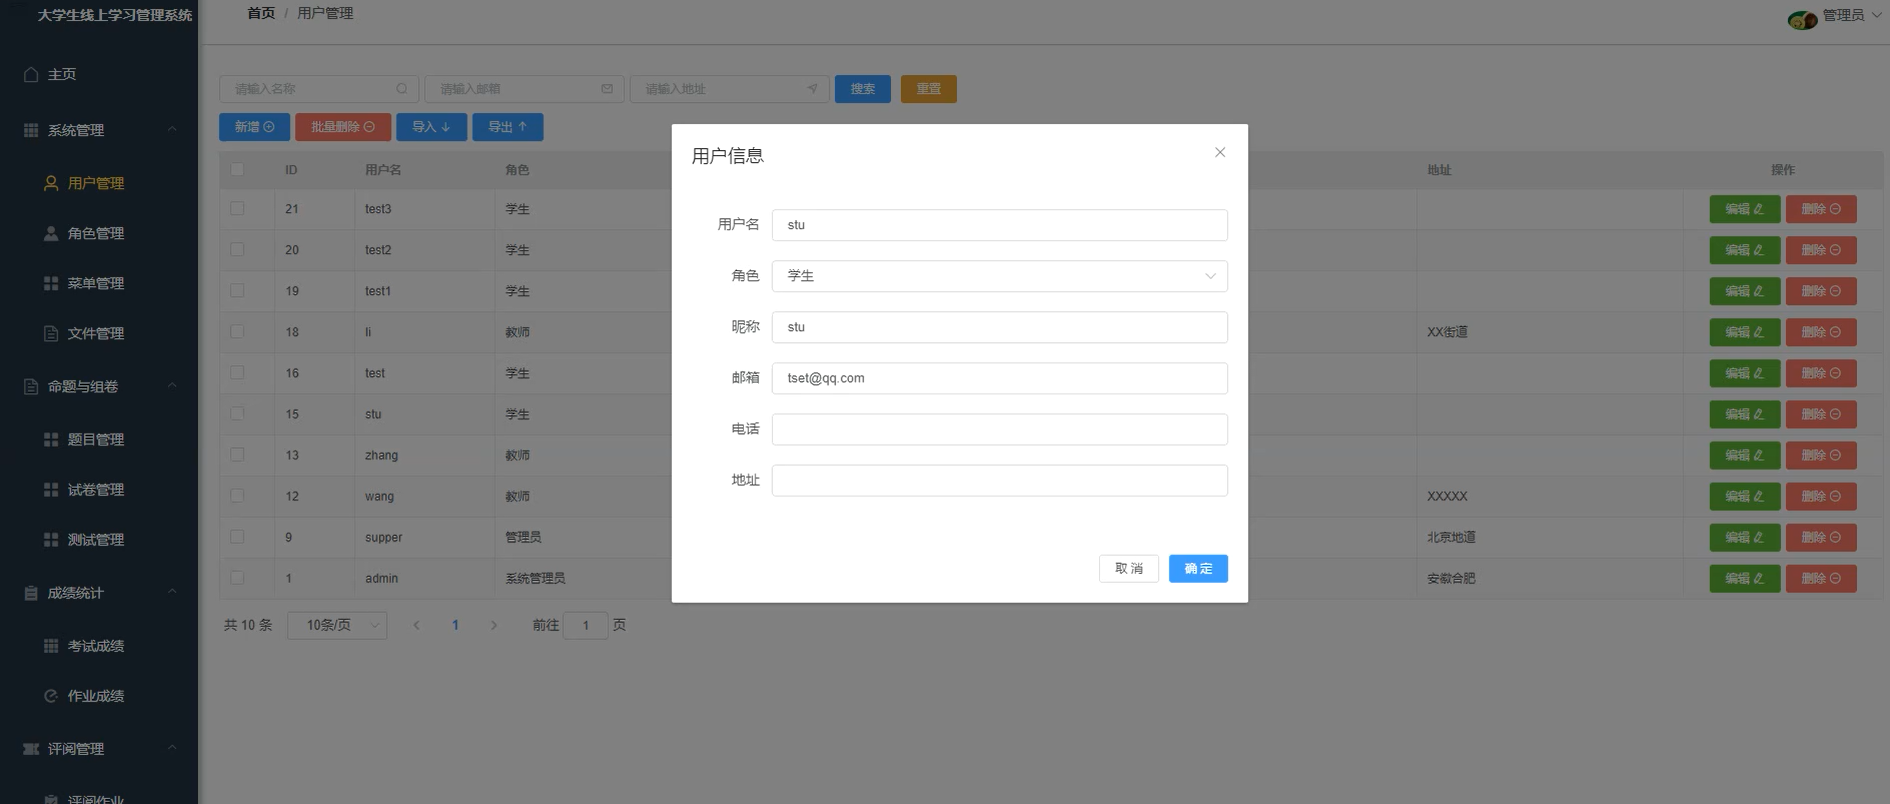 大学生线上学习管理系统
首页 / 用户管理
管理员
主页
系统管理
用户管理
角色管理
菜单管理
文件管理
命题与组卷
题目管理
试卷管理
测试管理
成绩统计
考试成绩
作业成绩
评阅管理
评阅作业
请输入名称 请输入邮箱 请输入地址 搜索 重置
新增 批量删除 导入 导出
ID 用户名 角色 地址 操作
21 test3 学生 编辑 删除
20 test2 学生 编辑 删除
19 test1 学生 编辑 删除
18 li 教师 XX街道 编辑 删除
16 test 学生 编辑 删除
15 stu 学生 编辑 删除
13 zhang 教师 编辑 删除
12 wang 教师 XXXXX 编辑 删除
9 supper 管理员 北京地道 编辑 删除
1 admin 系统管理员 安徽合肥 编辑 删除
共 10 条 10条/页 1 前往 1 页
用户信息
用户名 stu
角色 学生
昵称 stu
邮箱 tset@qq.com
电话
地址
取 消 确 定